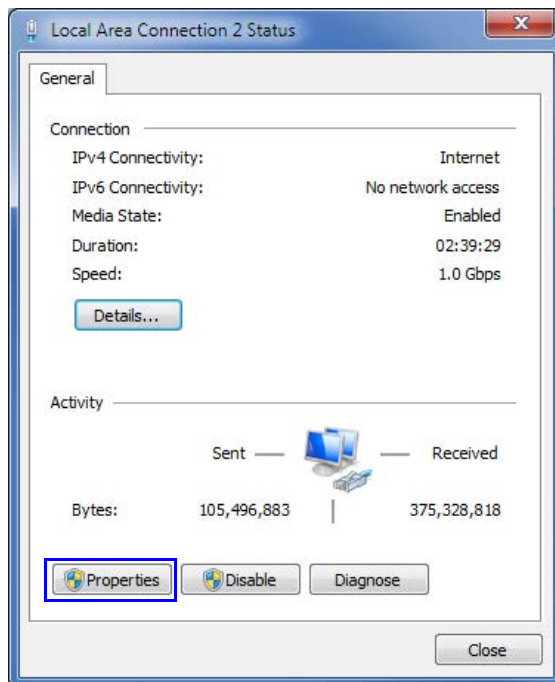 Local Area Connection 2 Status
General
Connection
IPv4 Connectivity: Internet
IPv6 Connectivity: No network access
Media State: Enabled
Duration: 02:39:29
Speed: 1.0 Gbps
Details...
Activity
Sent Received
Bytes: 105,496,883 375,328,818
Properties Disable Diagnose
Close